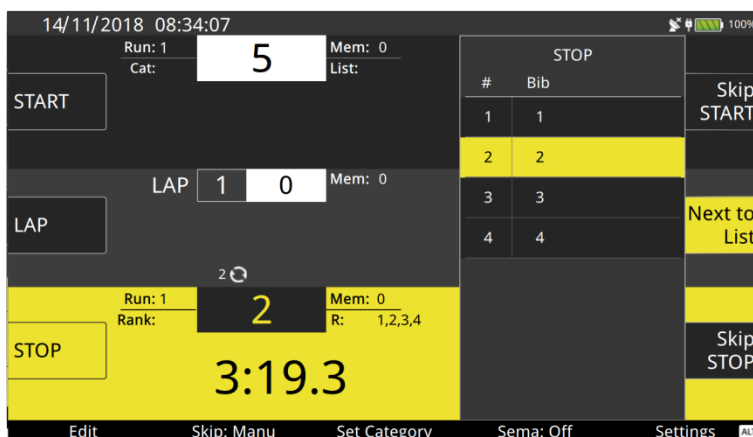 14/11/2018 08:34:07
100%
Run: 1
5
Mem: 0
Cat:
List:
START
LAP 1 0
Mem: 0
LAP
2
Run: 1
2
Mem: 0
Rank:
R: 1,2,3,4
STOP
3:19.3
STOP
# Bib
1 1
2 2
3 3
4 4
Skip
START
Next to
List
Skip
STOP
Edit
Skip: Manu
Set Category
Sema: Off
Settings